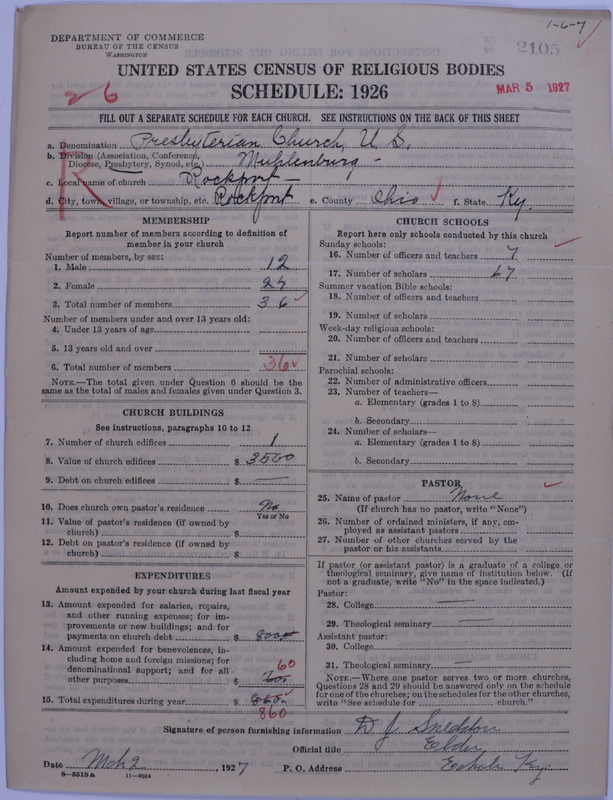 1-6-7
DEPARTMENT OF COMMERCE
BUREAU OF THE CENSUS
WASHINGTON
2105
UNITED STATES CENSUS OF RELIGIOUS BODIES
SCHEDULE: 1926
MAR 5 1927
FILL OUT A SEPARATE SCHEDULE FOR EACH CHURCH. SEE INSTRUCTIONS ON THE BACK OF THIS SHEET
a. Denomination Presbyterian Church, U.S.
b. Division (Association, Conference, Diocese, Presbytery, Synod, etc.) Muhlenburg -
c. Local name of church Rockport -
d. City, town, village, or township, etc. Rockport e. County Ohio f. State Ky.
R
MEMBERSHIP
Report number of members according to definition of
member in your church
Number of members, by sex:
1. Male 12
2. Female 24
3. Total number of members 36
Number of members under and over 13 years old:
4. Under 13 years of age
5. 13 years old and over
6. Total number of members 36
NOTE.—The total given under Question 6 should be the
same as the total of males and females given under Question 3.
CHURCH BUILDINGS
See instructions, paragraphs 10 to 12
7. Number of church edifices 1
8. Value of church edifices $ 3500
9. Debt on church edifices $ —
10. Does church own pastor's residence? No
Yes or No
11. Value of pastor's residence (if owned by
church) $
12. Debt on pastor's residence (if owned by
church) $
EXPENDITURES
Amount expended by your church during last fiscal year
13. Amount expended for salaries, repairs,
and other running expenses; for im-
provements or new buildings; and for
payments on church debt $
14. Amount expended for benevolences, in-
cluding home and foreign missions; for
denominational support; and for all
other purposes $ 60
15. Total expenditures during year $
860
CHURCH SCHOOLS
Report here only schools conducted by this church
Sunday schools:
16. Number of officers and teachers 7
17. Number of scholars 67
Summer vacation Bible schools:
18. Number of officers and teachers
19. Number of scholars
Week-day religious schools:
20. Number of officers and teachers
21. Number of scholars
Parochial schools:
22. Number of administrative officers
23. Number of teachers—
a. Elementary (grades 1 to 8)
b. Secondary
24. Number of scholars—
a. Elementary (grades 1 to 8)
b. Secondary
PASTOR
25. Name of pastor None
(If church has no pastor, write "None")
26. Number of ordained ministers, if any, em-
ployed as assistant pastors
27. Number of other churches served by the
pastor or his assistants
If pastor (or assistant pastor) is a graduate of a college or
theological seminary, give name of institution below. (If
not a graduate, write "No" in the space indicated.)
Pastor:
28. College —
29. Theological seminary —
Assistant pastor:
30. College —
31. Theological seminary —
NOTE.—Where one pastor serves two or more churches,
Questions 28 and 29 should be answered only on the schedule
for one of the churches; on the schedules for the other churches,
write "See schedule for church."
Signature of person furnishing information D J Sneddon
Official title Elder
Date Mch 2, 1927 P. O. Address Echols Ky.
8-5518a 11-9564